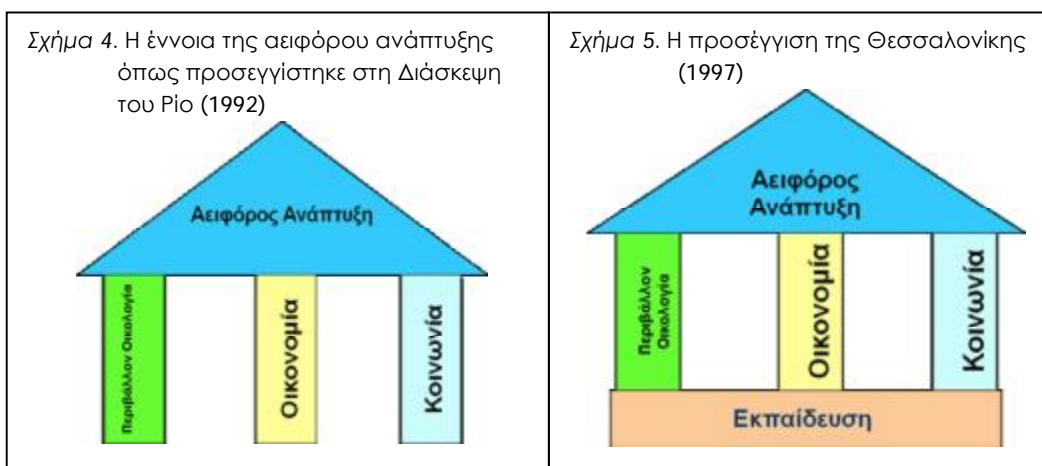 Σχήμα 4. Η έννοια της αειφόρου ανάπτυξης
όπως προσεγγίστηκε στη Διάσκεψη
του Ρίο (1992)
Αειφόρος Ανάπτυξη
Περιβάλλον Οικολογία
Οικονομία
Κοινωνία
Σχήμα 5. Η προσέγγιση της Θεσσαλονίκης
(1997)
Αειφόρος
Ανάπτυξη
Περιβάλλον
Οικολογία
Οικονομία
Κοινωνία
Εκπαίδευση